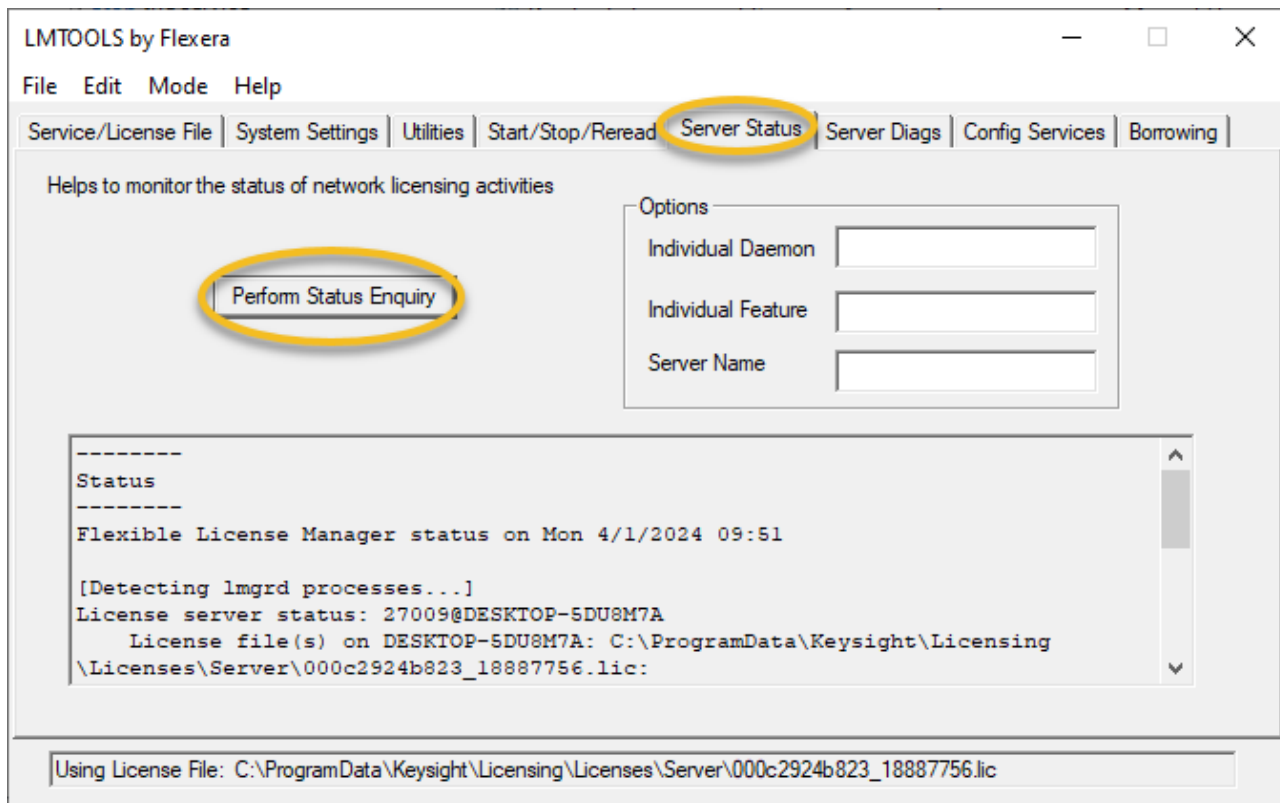 LMTOOLS by Flexera
File Edit Mode Help
Service/License File System Settings Utilities Start/Stop/Reread Server Status Server Diags Config Services Borrowing
Helps to monitor the status of network licensing activities
Options
Individual Daemon
Perform Status Enquiry
Individual Feature
Server Name
--------
Status
--------
Flexible License Manager status on Mon 4/1/2024 09:51
[Detecting lmgrd processes...]
License server status: 27009@DESKTOP-5DU8M7A
License file(s) on DESKTOP-5DU8M7A: C:\ProgramData\Keysight\Licensing
\Licenses\Server\000c2924b823_18887756.lic:
Using License File: C:\ProgramData\Keysight\Licensing\Licenses\Server\000c2924b823_18887756.lic